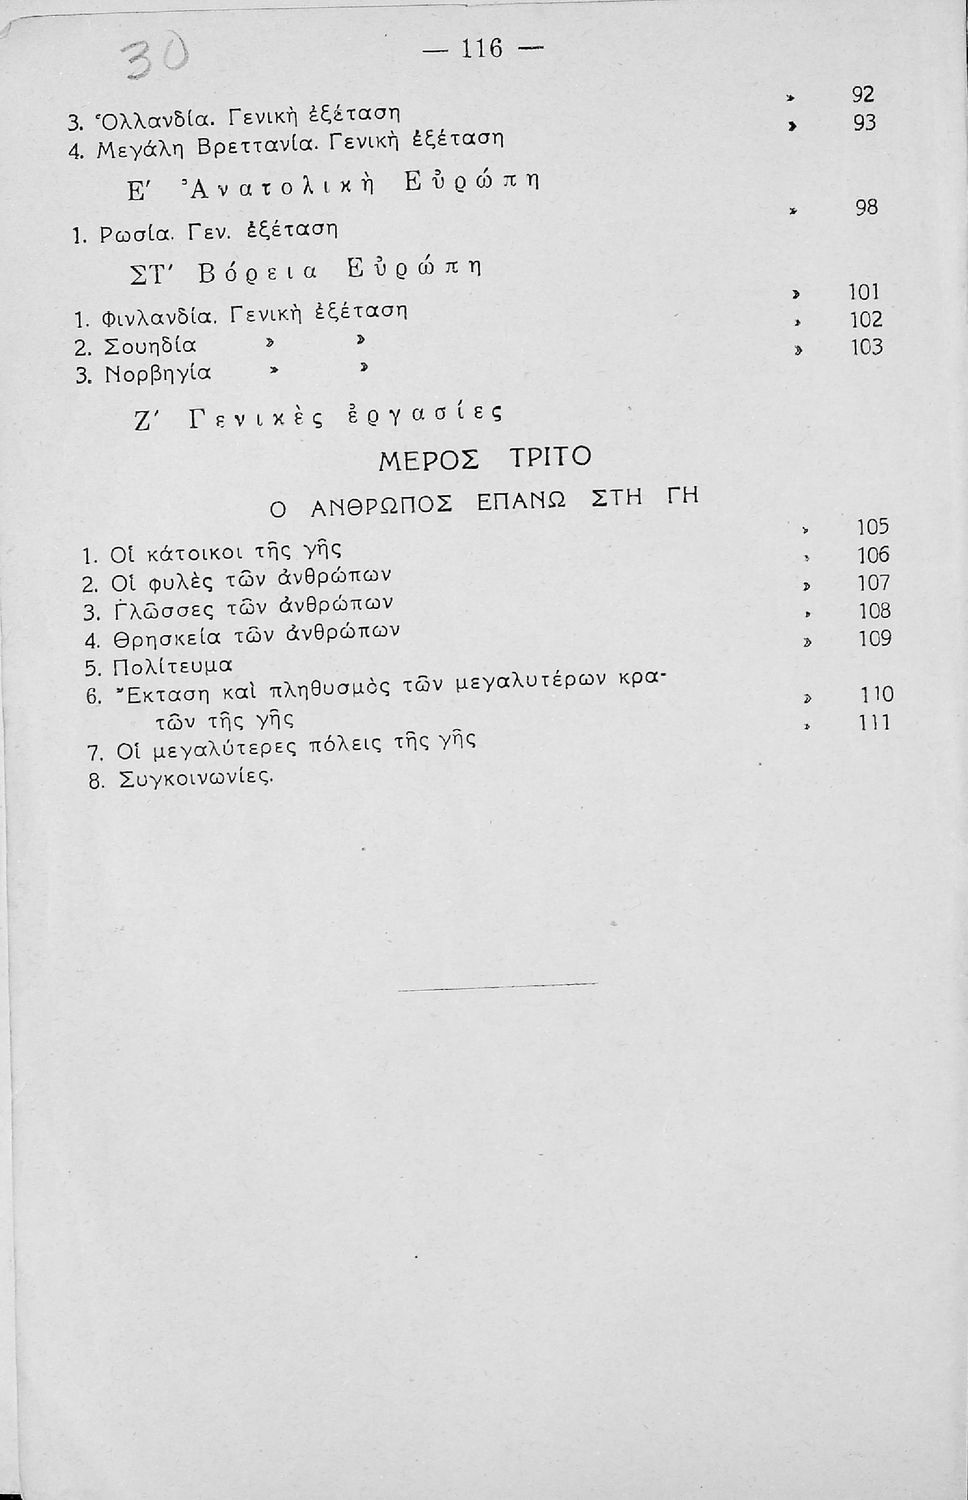 30
— 116 —
3. Ὁλλανδία. Γενικὴ ἐξέταση » 92
4. Μεγάλη Βρεττανία. Γενικὴ ἐξέταση » 93
Ε′ Ἀνατολικὴ Εὐρώπη
1. Ρωσία. Γεν. ἐξέταση » 98
ΣΤ′ Βόρεια Εὐρώπη
1. Φινλανδία. Γενικὴ ἐξέταση » 101
2. Σουηδία » » » 102
3. Νορβηγία » » » 103
Ζ′ Γενικὲς ἐργασίες
ΜΕΡΟΣ ΤΡΙΤΟ
Ο ΑΝΘΡΩΠΟΣ ΕΠΑΝΩ ΣΤΗ ΓΗ
1. Οἱ κάτοικοι τῆς γῆς » 105
2. Οἱ φυλὲς τῶν ἀνθρώπων » 106
3. Γλῶσσες τῶν ἀνθρώπων » 107
4. Θρησκεία τῶν ἀνθρώπων » 108
5. Πολίτευμα » 109
6. Ἔκταση καὶ πληθυσμὸς τῶν μεγαλυτέρων κρα-
τῶν τῆς γῆς » 110
7. Οἱ μεγαλύτερες πόλεις τῆς γῆς » 111
8. Συγκοινωνίες.